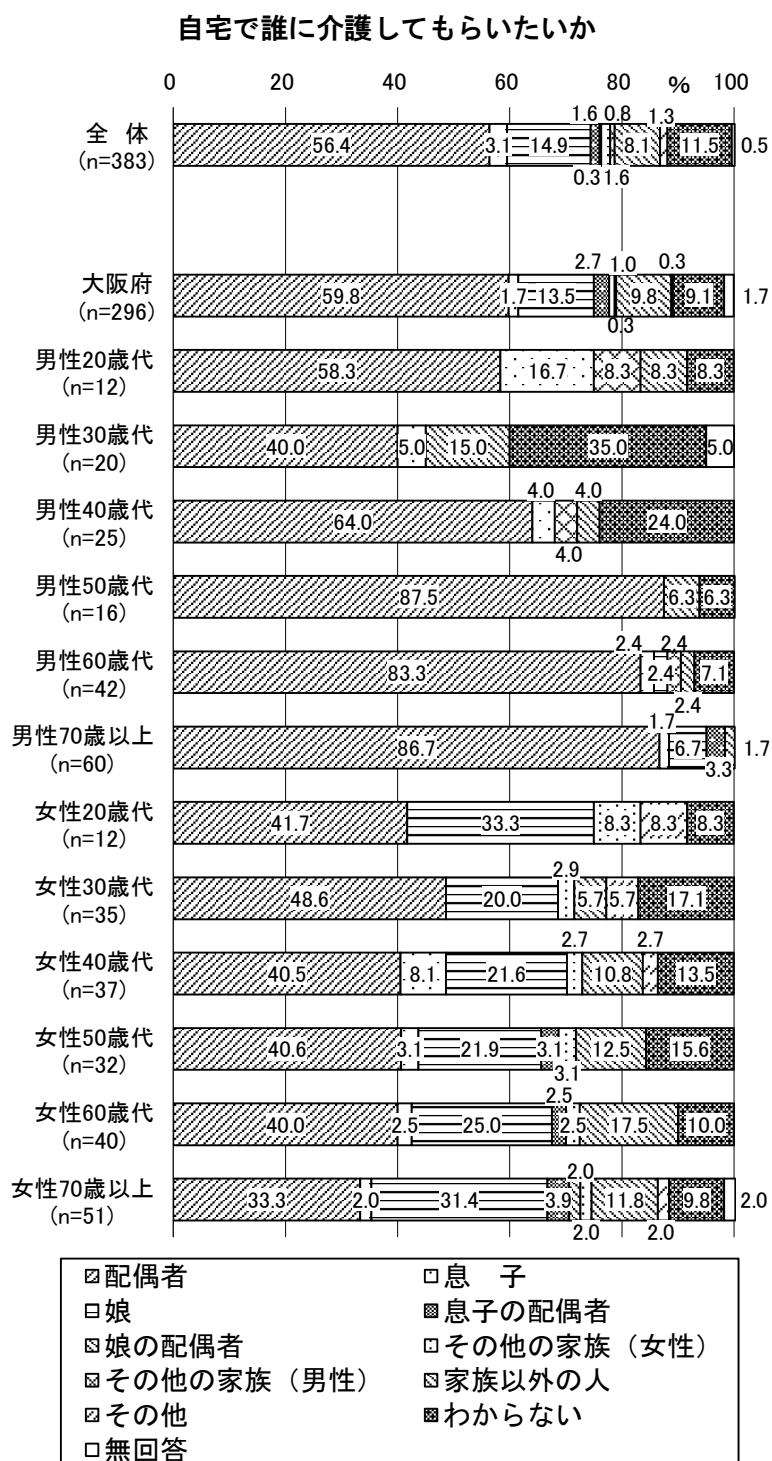 自宅で誰に介護してもらいたいか
0 20 40 60 80 % 100
1.6 0.8 1.3
全 体 56.4 3.1 14.9 8.1 11.5 0.5
(n=383) 0.3 1.6
2.7 1.0 0.3
大阪府 59.8 1.7 13.5 9.8 9.1 1.7
(n=296) 0.3
男性20歳代 58.3 16.7 8.3 8.3 8.3
(n=12)
男性30歳代 40.0 5.0 15.0 35.0 5.0
(n=20)
4.0 4.0
男性40歳代 64.0 24.0
(n=25) 4.0
男性50歳代 87.5 6.3 6.3
(n=16)
2.4 2.4
男性60歳代 83.3 2.4 7.1
(n=42) 2.4
1.7
男性70歳以上 86.7 6.7 1.7
(n=60) 3.3
女性20歳代 41.7 33.3 8.3 8.3 8.3
(n=12)
2.9
女性30歳代 48.6 20.0 5.7 5.7 17.1
(n=35)
2.7 2.7
女性40歳代 40.5 8.1 21.6 10.8 13.5
(n=37)
女性50歳代 40.6 3.1 21.9 3.1 12.5 15.6
(n=32) 3.1
2.5
女性60歳代 40.0 2.5 25.0 2.5 17.5 10.0
(n=40)
2.0
女性70歳以上 33.3 2.0 31.4 3.9 11.8 9.8 2.0
(n=51) 2.0 2.0
配偶者 息 子
娘 息子の配偶者
娘の配偶者 その他の家族（女性）
その他の家族（男性） 家族以外の人
その他 わからない
無回答